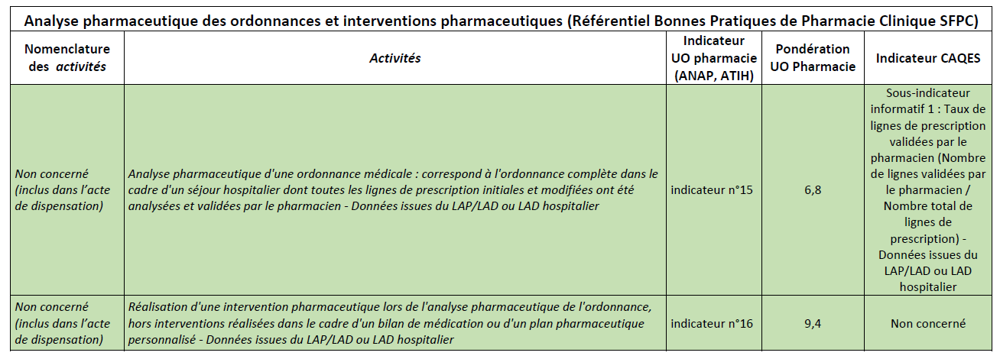 Analyse pharmaceutique des ordonnances et interventions pharmaceutiques (Référentiel Bonnes Pratiques de Pharmacie Clinique SFPC)
Nomenclature
des activités
Activités
Indicateur
UO pharmacie
(ANAP, ATIH)
Pondération
UO Pharmacie
Indicateur CAQES
Non concerné
(inclus dans l’acte
de dispensation)
Analyse pharmaceutique d'une ordonnance médicale : correspond à l'ordonnance complète dans le
cadre d'un séjour hospitalier dont toutes les lignes de prescription initiales et modifiées ont été
analysées et validées par le pharmacien - Données issues du LAP/LAD ou LAD hospitalier
indicateur n°15
6,8
Sous-indicateur
informatif 1 : Taux de
lignes de prescription
validées par le
pharmacien (Nombre
de lignes validées par
le pharmacien /
Nombre total de
lignes de
prescription) -
Données issues du
LAP/LAD ou LAD
hospitalier
Non concerné
(inclus dans l’acte
de dispensation)
Réalisation d'une intervention pharmaceutique lors de l'analyse pharmaceutique de l'ordonnance,
hors interventions réalisées dans le cadre d'un bilan de médication ou d'un plan pharmaceutique
personnalisé - Données issues du LAP/LAD ou LAD hospitalier
indicateur n°16
9,4
Non concerné